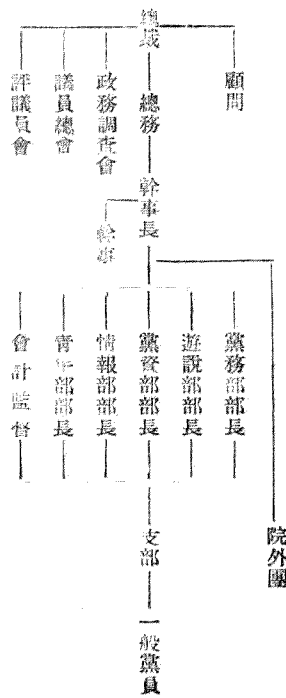 總裁
顧問
總務
政務調査會
議員總會
評議員會
幹事長
幹事
院外團
黨務部部長
遊說部部長
黨資部部長
情報部部長
青年部部長
會計監督
支部
一般黨員